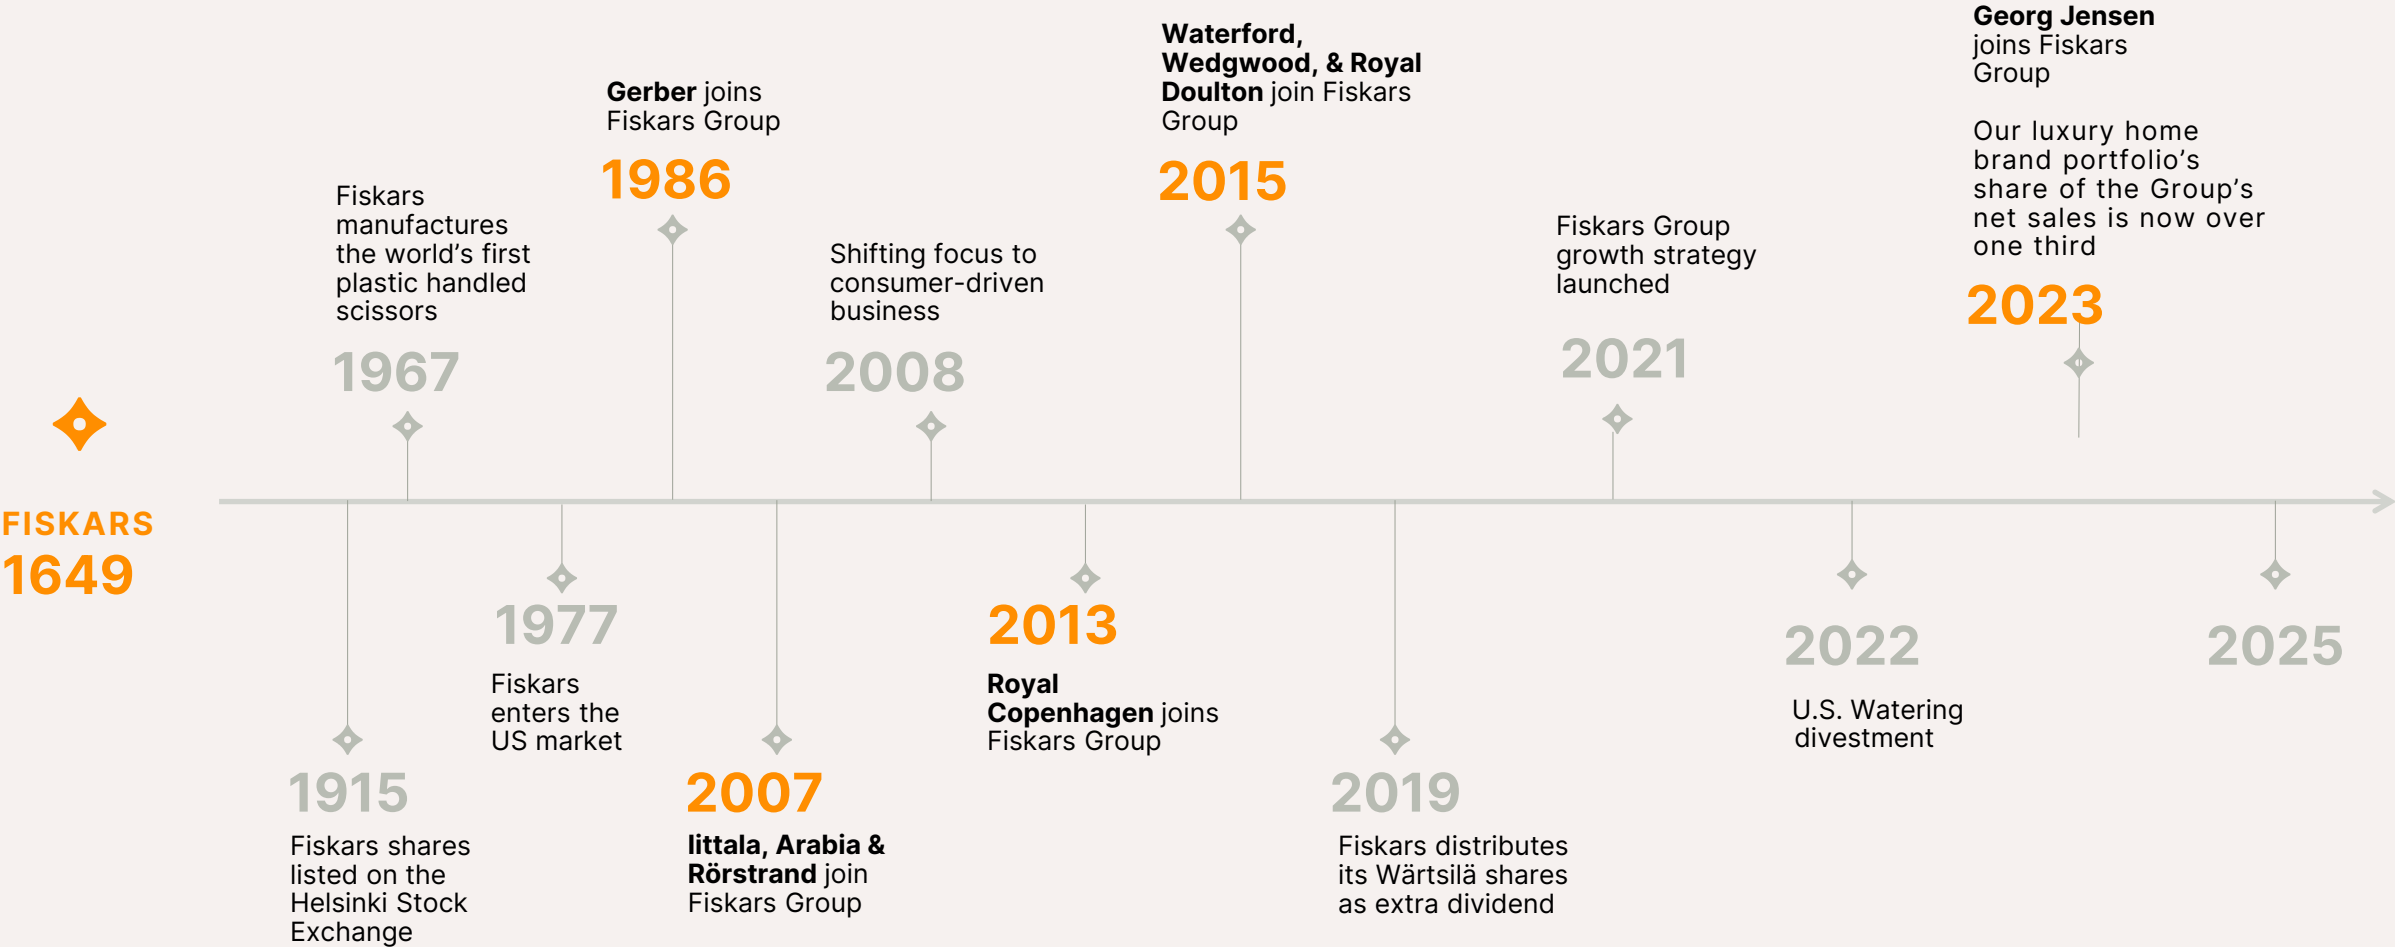 FISKARS
1649
Fiskars shares
listed on the
Helsinki Stock
Exchange
1915
Fiskars
manufactures
the world’s first
plastic handled
scissors
1967
1977
Fiskars
enters the
US market
Gerber joins
Fiskars Group
1986
2007
Iittala, Arabia &
Rörstrand join
Fiskars Group
Shifting focus to
consumer-driven
business
2008
2013
Royal
Copenhagen joins
Fiskars Group
Waterford,
Wedgwood, & Royal
Doulton join Fiskars
Group
2015
2019
Fiskars distributes
its Wärtsilä shares
as extra dividend
Fiskars Group
growth strategy
launched
2021
2022
U.S. Watering
divestment
Georg Jensen
joins Fiskars
Group
Our luxury home
brand portfolio’s
share of the Group’s
net sales is now over
one third
2023
2025